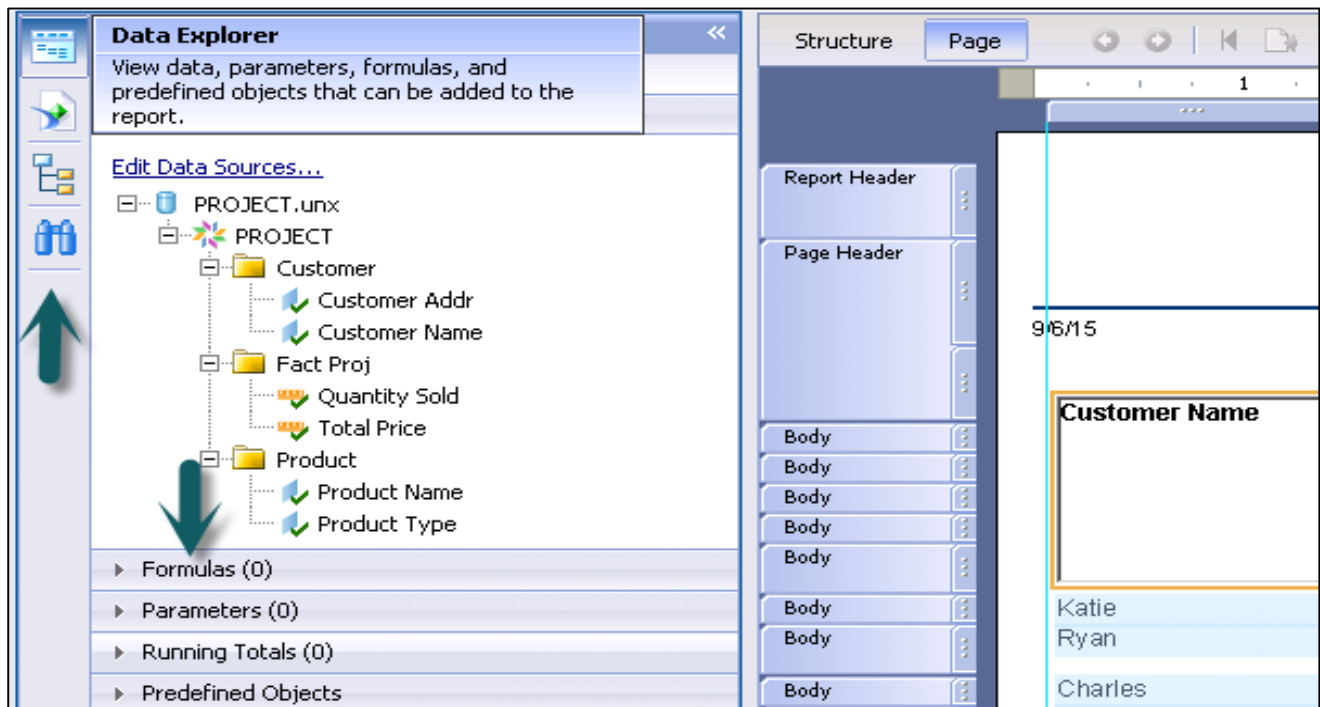 Data Explorer
View data, parameters, formulas, and
predefined objects that can be added to the
report.
Edit Data Sources...
PROJECT.unx
PROJECT
Customer
Customer Addr
Customer Name
Fact Proj
Quantity Sold
Total Price
Product
Product Name
Product Type
Formulas (0)
Parameters (0)
Running Totals (0)
Predefined Objects
Structure Page
1
Report Header
Page Header
9/6/15
Customer Name
Body
Body
Body
Body
Body
Body
Katie
Body
Ryan
Body
Charles